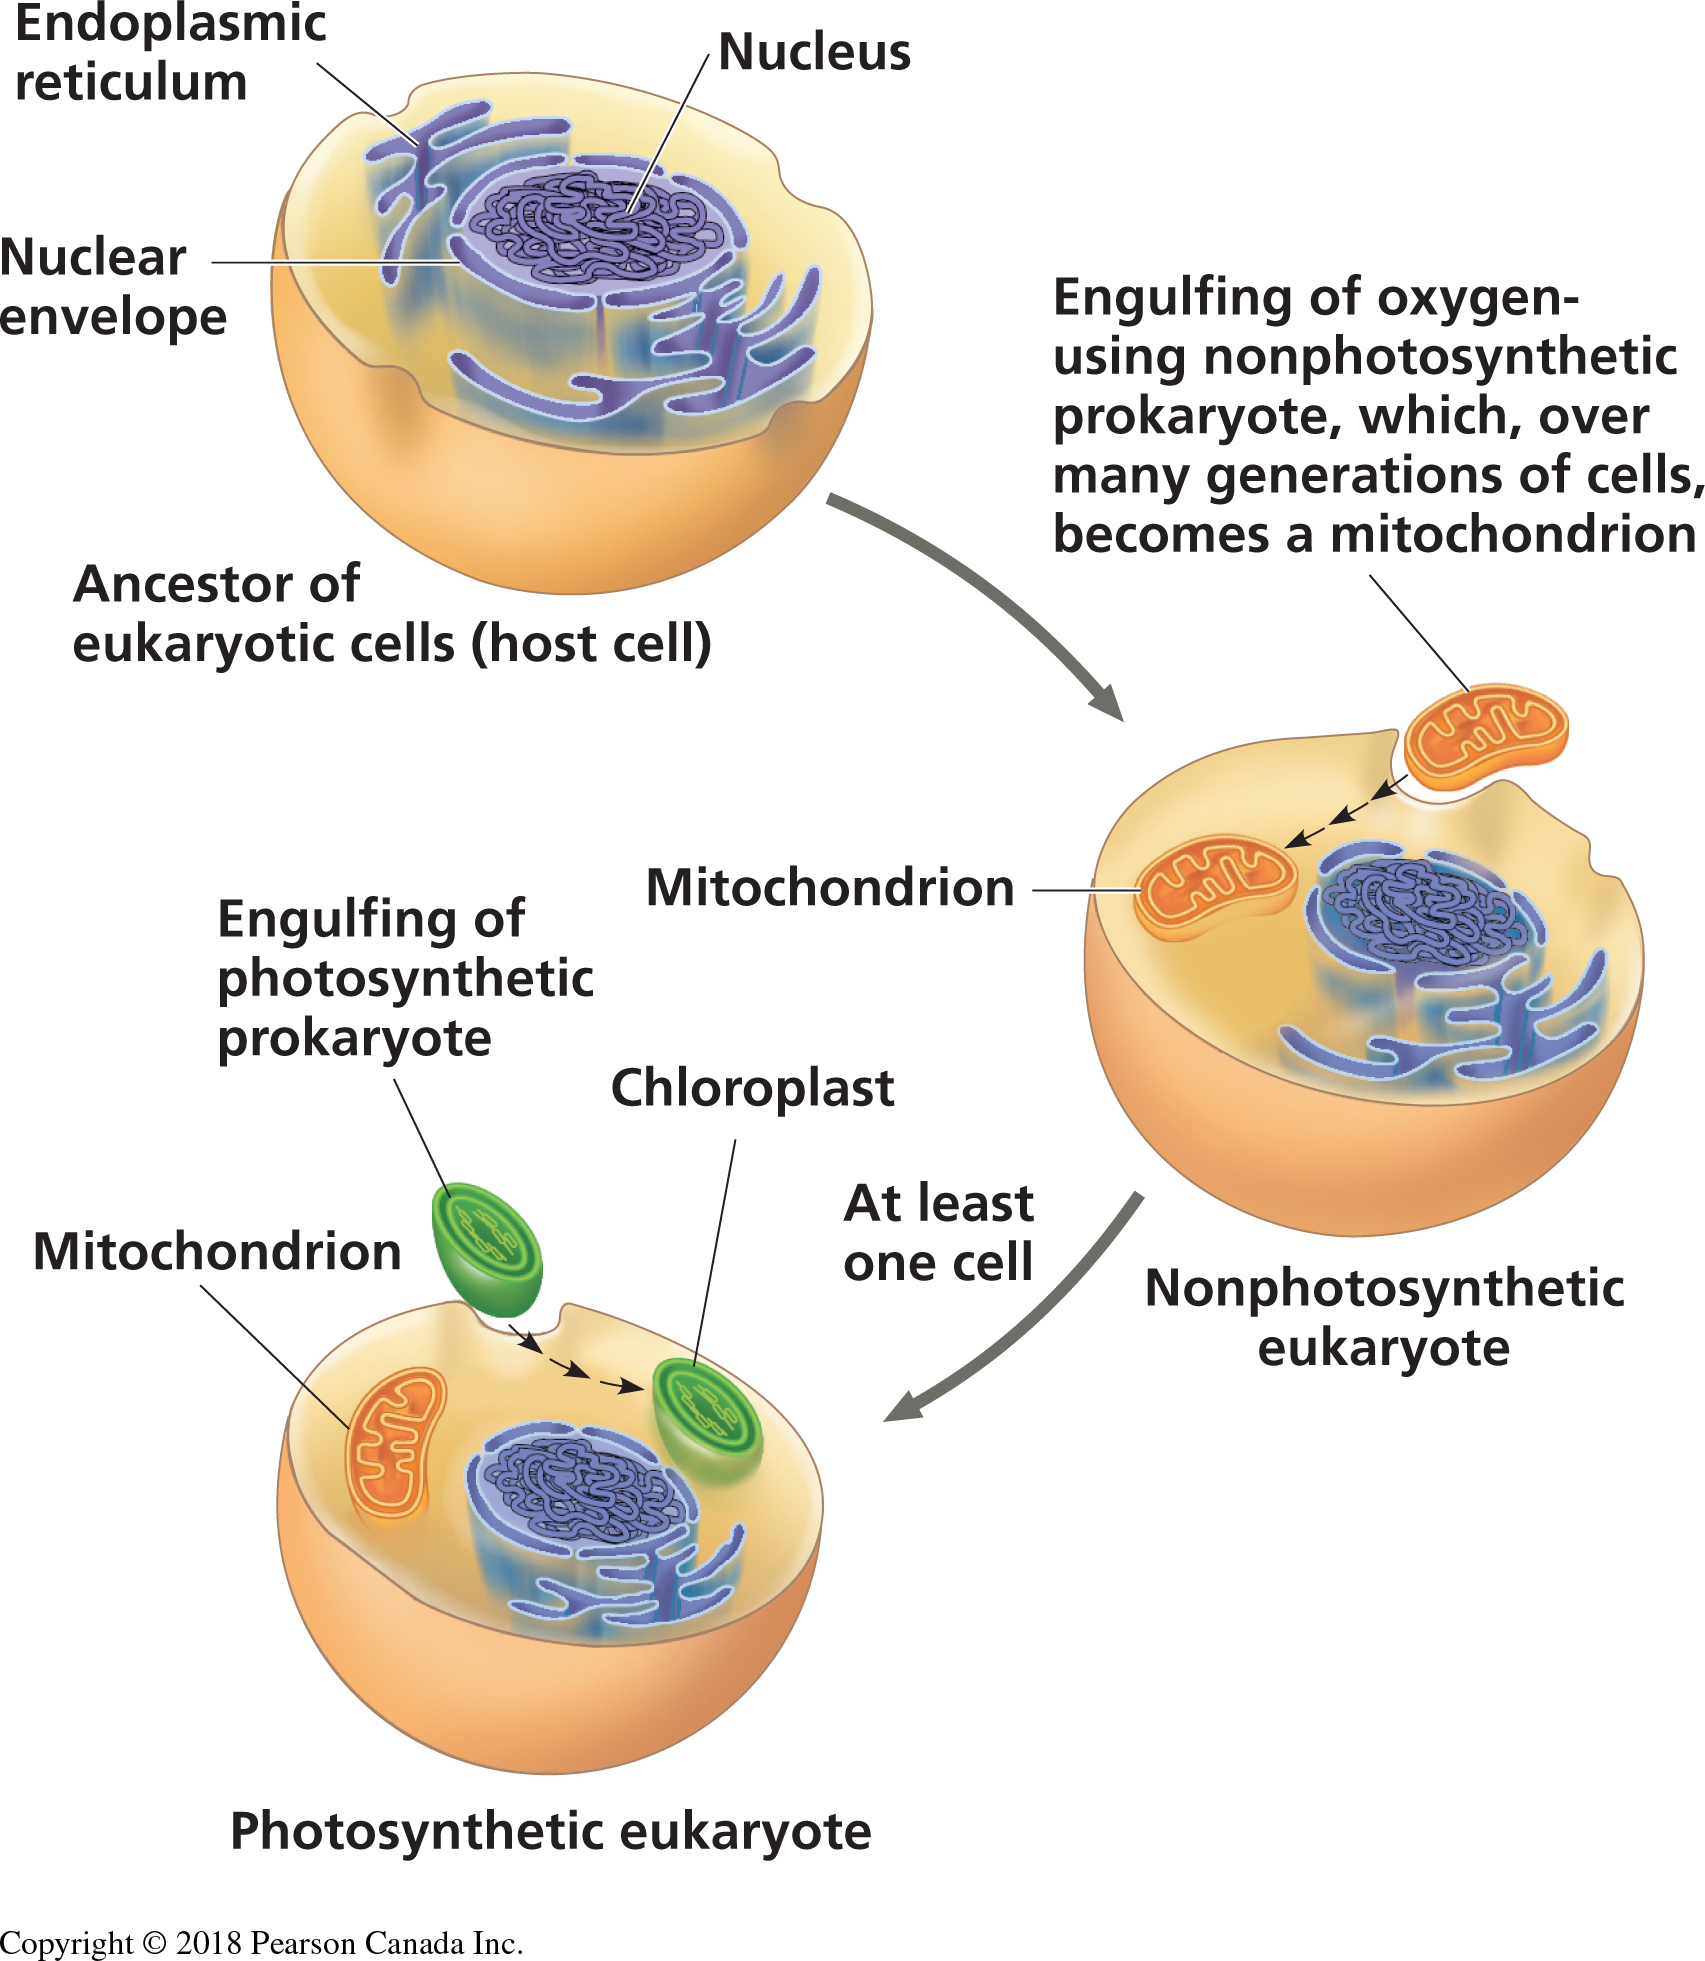 Endoplasmic
reticulum
Nucleus
Nuclear
envelope
Ancestor of
eukaryotic cells (host cell)
Engulfing of oxygen-
using nonphotosynthetic
prokaryote, which, over
many generations of cells,
becomes a mitochondrion
Mitochondrion
Nonphotosynthetic
eukaryote
At least
one cell
Engulfing of
photosynthetic
prokaryote
Chloroplast
Mitochondrion
Photosynthetic eukaryote
Copyright © 2018 Pearson Canada Inc.